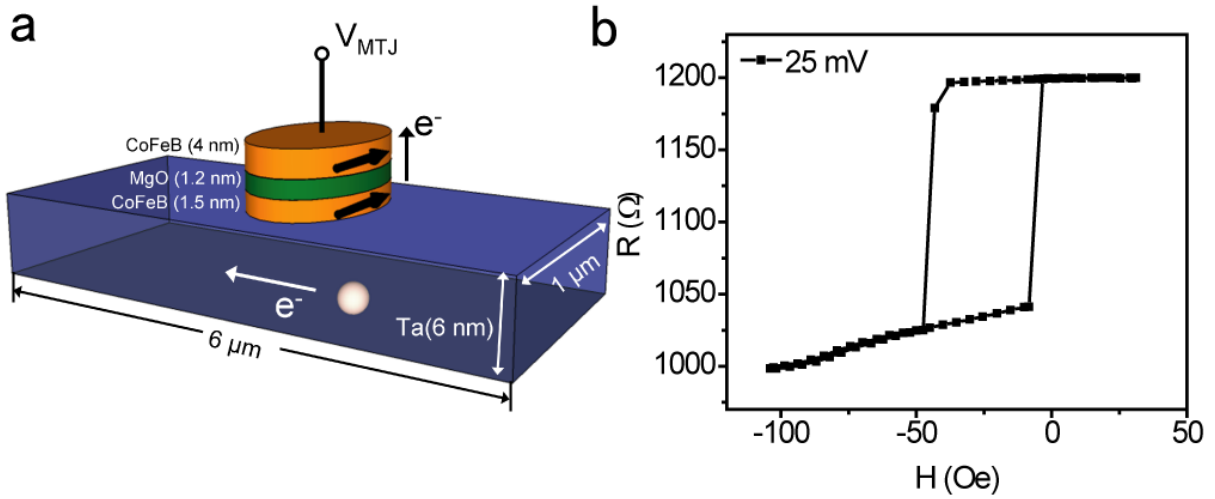 a
V_MTJ
CoFeB (4 nm)
e-
MgO (1.2 nm)
CoFeB (1.5 nm)
1 µm
e-
Ta(6 nm)
6 µm
b
25 mV
1200
1150
1100
1050
1000
R (Ω)
-100
-50
0
50
H (Oe)